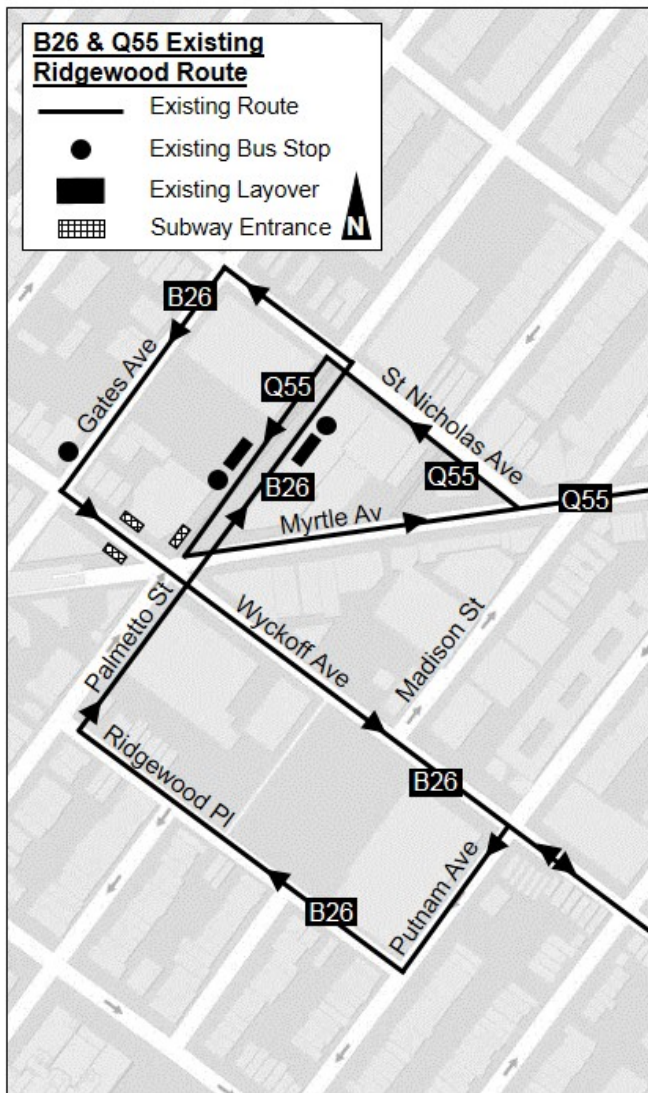 B26 & Q55 Existing
Ridgewood Route
Existing Route
Existing Bus Stop
Existing Layover
Subway Entrance
N
B26
Gates Ave
Q55
St Nicholas Ave
B26
Q55
Q55
Myrtle Av
Palmetto St
Wyckoff Ave
Madison St
Ridgewood Pl
B26
Putnam Ave
B26